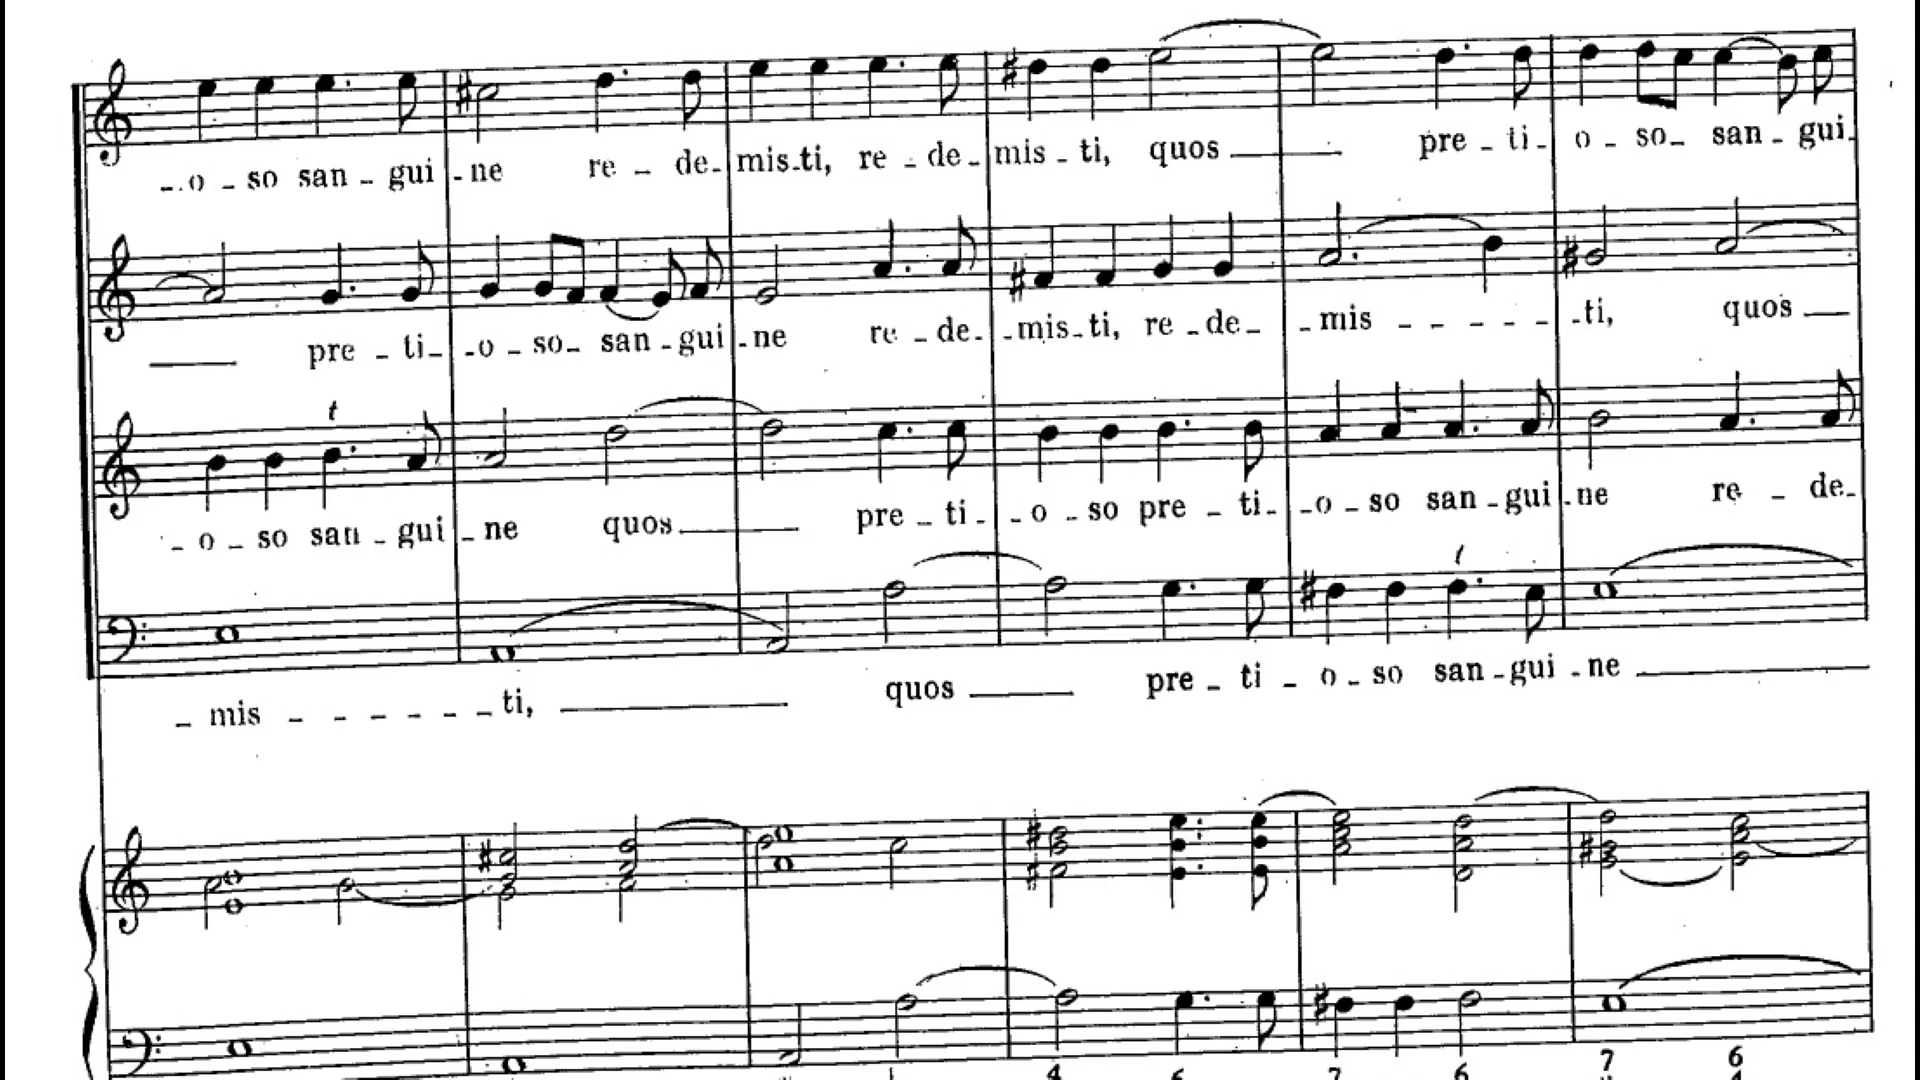 -.o - so san - gui - ne re - de- mis-ti, re - de- mis - ti, quos pre - ti- o - so- san - gui-
pre - ti- -o - so- san - gui - ne re - de- -mis-ti, re - de- -mis - - - - - -ti, quos
t
- o - so san - gui - ne quos pre - ti- -o - so pre - ti- -o - so san - gui - ne re - de-
- mis - - - - - - ti, quos pre - ti - o - so san - gui - ne
7 6